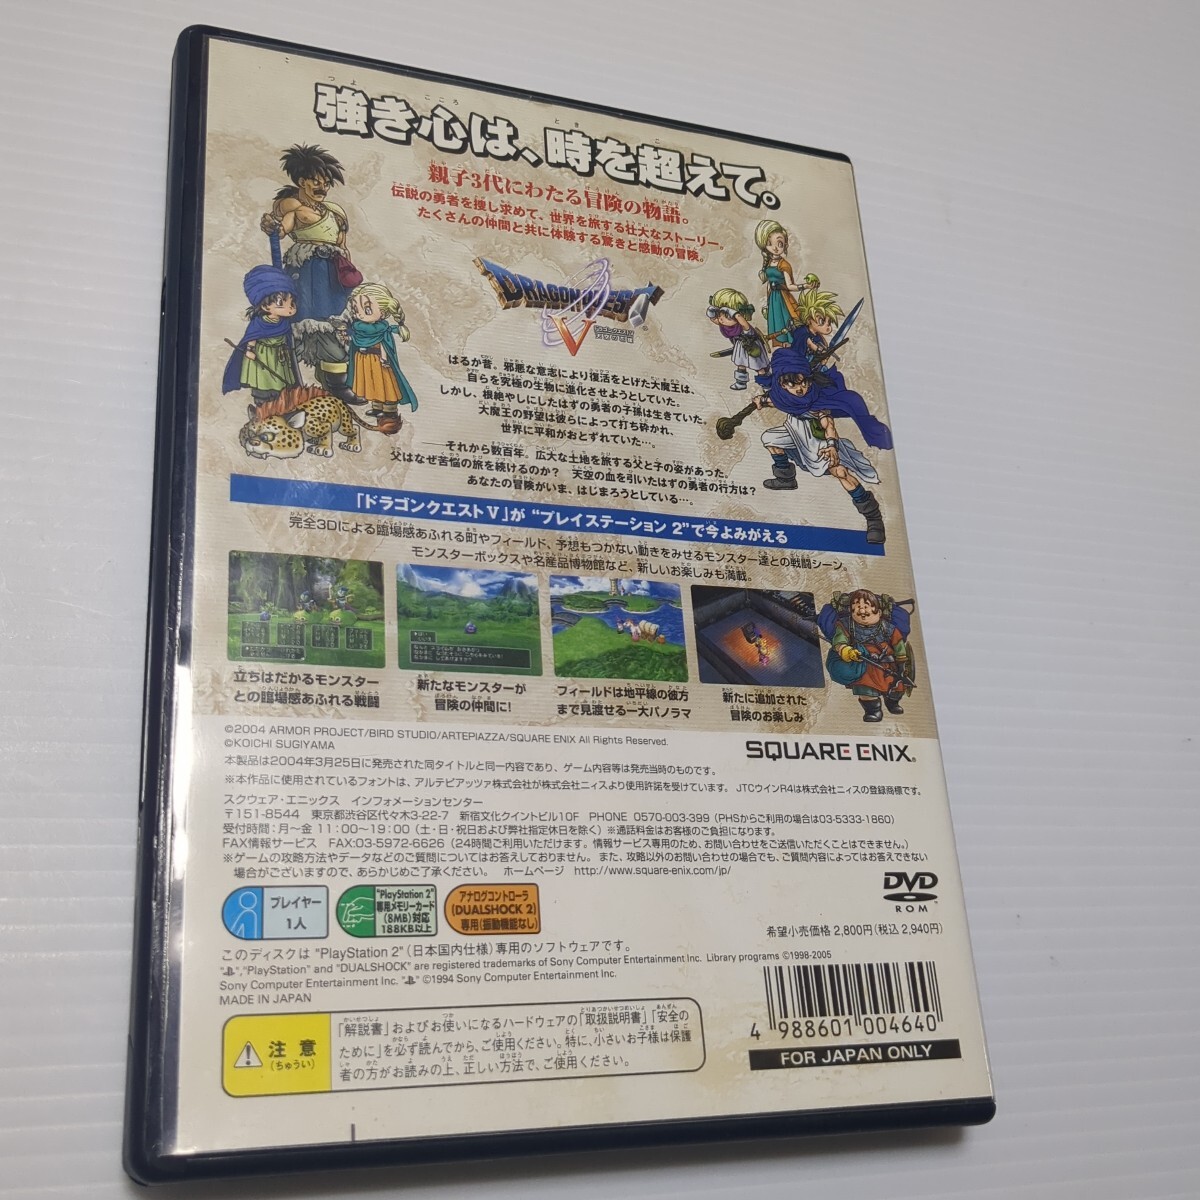 強き心は、時を超えて。
親子3代にわたる冒険の物語。
伝説の勇者を捜し求めて、世界を旅する壮大なストーリー。
たくさんの仲間と共に体験する驚きと感動の冒険。
DRAGON QUEST
V
はるか昔。邪悪な意志により復活をとげた大魔王は、
自らを究極の生物に進化させようとしていた。
しかし、根絶やしにしたはずの勇者の子孫は生きていた。
大魔王の野望は彼らによって打ち砕かれ、
世界に平和がおとずれていた…。
それから数百年。広大な土地を旅する父と子の姿があった。
父はなぜ苦悩の旅を続けるのか? 天空の血を引いたはずの勇者の行方は?
あなたの冒険がいま、はじまろうとしている…。
「ドラゴンクエストV」が“プレイステーション 2”で今よみがえる
完全3Dによる臨場感あふれる町やフィールド、予想もつかない動きをみせるモンスター達との戦闘シーン。
モンスターボックスや名産品博物館など、新しいお楽しみも満載。
立ちはだかるモンスター
との臨場感あふれる戦闘
新たなモンスターが
冒険の仲間に!
フィールドは地平線の彼方
まで見渡せる一大パノラマ
新たに追加された
冒険のお楽しみ
©2004 ARMOR PROJECT/BIRD STUDIO/ARTEPIAZZA/SQUARE ENIX All Rights Reserved.
©KOICHI SUGIYAMA
SQUARE ENIX®
本製品は2004年3月25日に発売された同タイトルと同一内容であり、ゲーム内容等は発売当時のものです。
※本作品に使用されているフォントは、アルテピアッツァ株式会社が株式会社ニィスより使用許諾を受けています。 JTCウインR4は株式会社ニィスの登録商標です。
スクウェア・エニックス インフォメーションセンター
〒151-8544 東京都渋谷区代々木3-22-7 新宿文化クイントビル10F PHONE 0570-003-399 (PHSからご利用の場合は03-5333-1860)
受付時間:月〜金 11:00〜19:00 (土・日・祝日および弊社指定休日を除く) ※通話料金はお客様のご負担になります。
FAX情報サービス FAX:03-5972-6626 (24時間ご利用いただけます。情報サービス専用のため、お問い合わせをご送信いただくことはできません。)
※ゲームの攻略方法やデータなどのご質問についてはお答えしておりません。また、攻略以外のお問い合わせの場合でも、ご質問内容によってはお答えできない
場合がございますので、あらかじめご了承ください。 ホームページ http://www.square-enix.com/jp/
プレイヤー
1人
"PlayStation 2"
専用メモリーカード
(8MB)対応
188KB以上
アナログコントローラ
(DUALSHOCK 2)
専用(振動機能なし)
DVD
ROM
希望小売価格 2,800円(税込 2,940円)
このディスクは "PlayStation 2" (日本国内仕様) 専用のソフトウェアです。
" ", "PlayStation" and "DUALSHOCK" are registered trademarks of Sony Computer Entertainment Inc. Library programs ©1998-2005
Sony Computer Entertainment Inc. " " ©1994 Sony Computer Entertainment Inc.
MADE IN JAPAN
注意
(ちゅうい)
「解説書」およびお使いになるハードウェアの「取扱説明書」「安全の
ために」を必ず読んでから、ご使用ください。特に、小さいお子様は保護
者の方がお読みの上、正しい方法で、ご使用ください。
4 988601 004640
FOR JAPAN ONLY